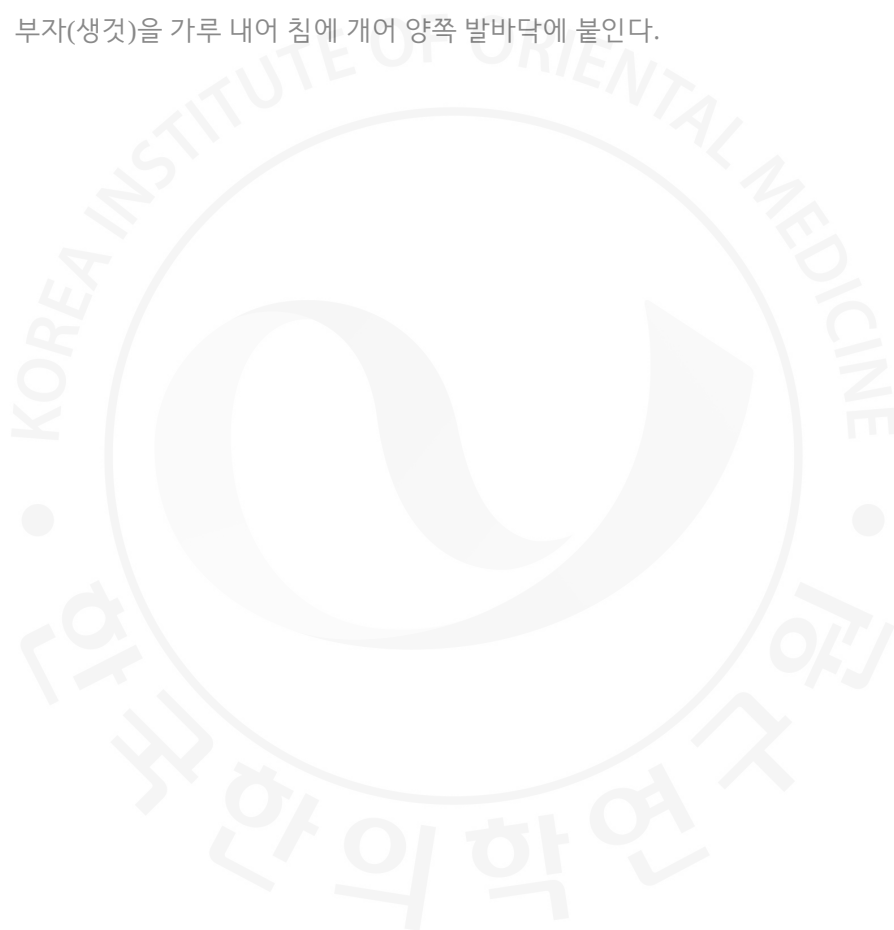 부자(생것)을 가루 내어 침에 개어 양쪽 발바닥에 붙인다.
KOREA INSTITUTE OF ORIENTAL MEDICINE
한국한의학연구원